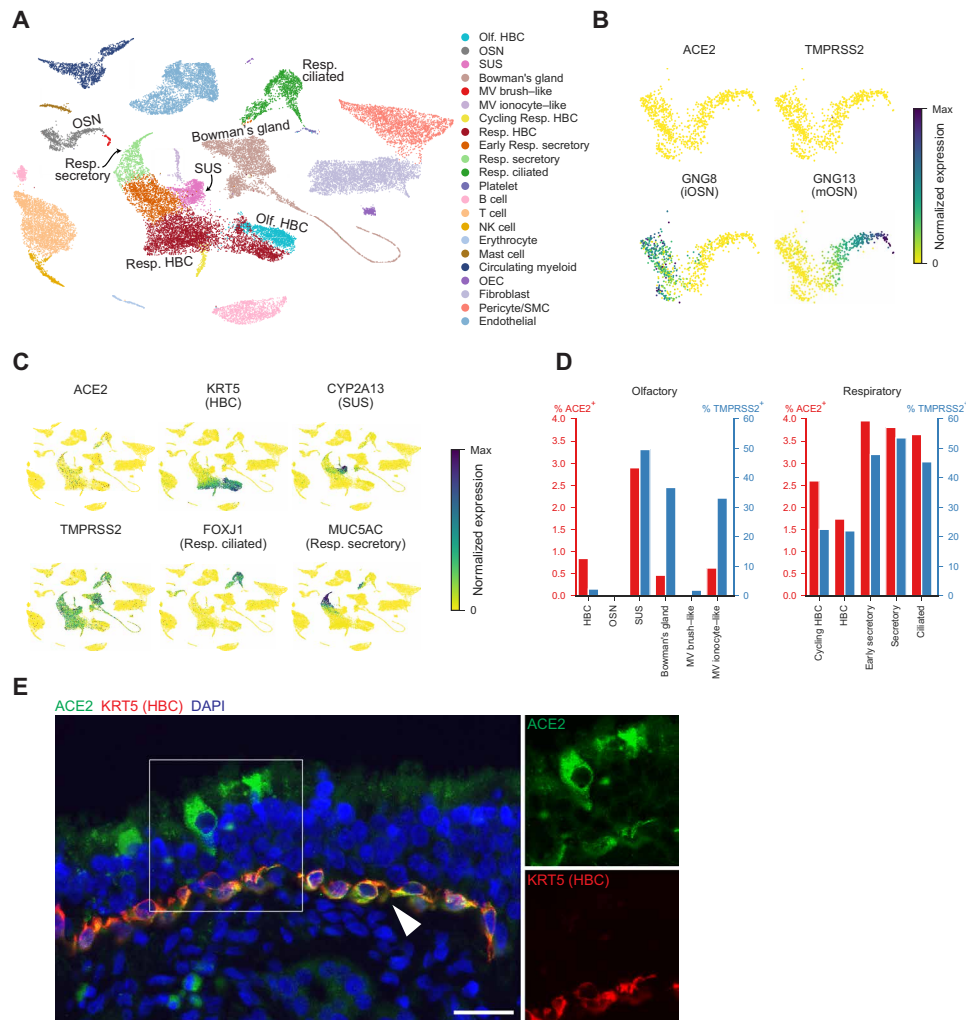 A
Resp.
ciliated
OSN
Bowman's gland
Resp.
secretory
SUS
Olf. HBC
Resp. HBC
Olf. HBC
OSN
SUS
Bowman's gland
MV brush–like
MV ionocyte–like
Cycling Resp. HBC
Resp. HBC
Early Resp. secretory
Resp. secretory
Resp. ciliated
Platelet
B cell
T cell
NK cell
Erythrocyte
Mast cell
Circulating myeloid
OEC
Fibroblast
Pericyte/SMC
Endothelial
B
ACE2
TMPRSS2
GNG8
(iOSN)
GNG13
(mOSN)
Max
Normalized expression
0
C
ACE2
KRT5
(HBC)
CYP2A13
(SUS)
TMPRSS2
FOXJ1
(Resp. ciliated)
MUC5AC
(Resp. secretory)
Max
Normalized expression
0
D
Olfactory
% ACE2+
% TMPRSS2+
4.0
3.5
3.0
2.5
2.0
1.5
1.0
0.5
0.0
60
50
40
30
20
10
0
HBC
OSN
SUS
Bowman's gland
MV brush–like
MV ionocyte–like
Respiratory
% ACE2+
% TMPRSS2+
4.0
3.5
3.0
2.5
2.0
1.5
1.0
0.5
0.0
60
50
40
30
20
10
0
Cycling HBC
HBC
Early secretory
Secretory
Ciliated
E
ACE2 KRT5 (HBC) DAPI
ACE2
KRT5 (HBC)